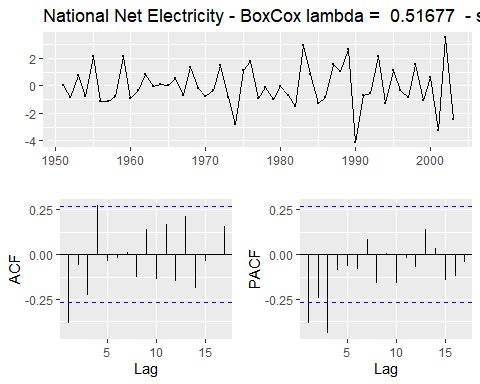 National Net Electricity - BoxCox lambda = 0.51677 - s
2
0
-2
-4
1950 1960 1970 1980 1990 2000
0.25 0.25
0.00 0.00
-0.25 -0.25
ACF PACF
5 10 15 5 10 15
Lag Lag